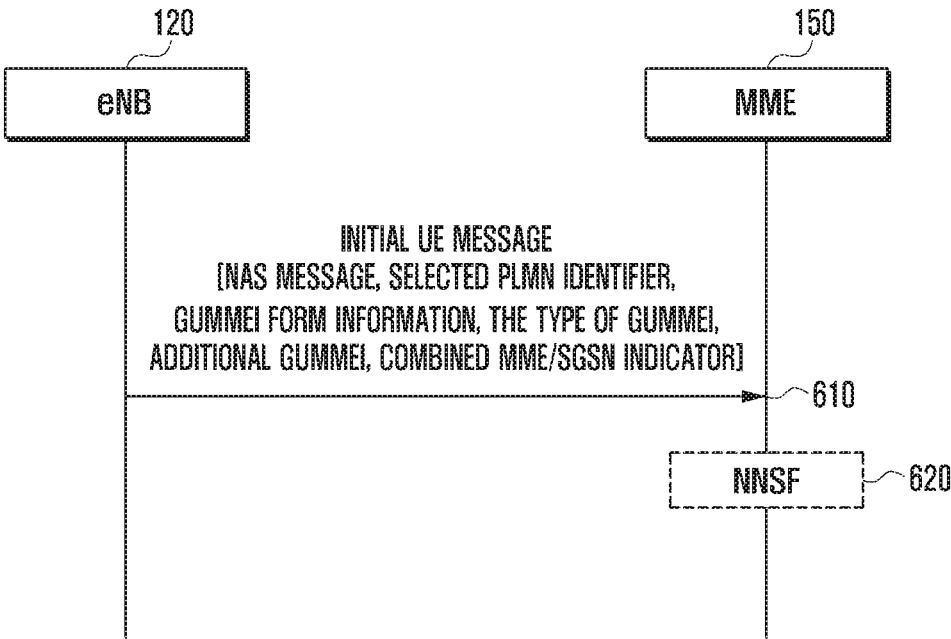 120
150
eNB
MME
INITIAL UE MESSAGE
[NAS MESSAGE, SELECTED PLMN IDENTIFIER,
GUMMEI FORM INFORMATION, THE TYPE OF GUMMEI,
ADDITIONAL GUMMEI, COMBINED MME/SGSN INDICATOR]
610
NNSF
620